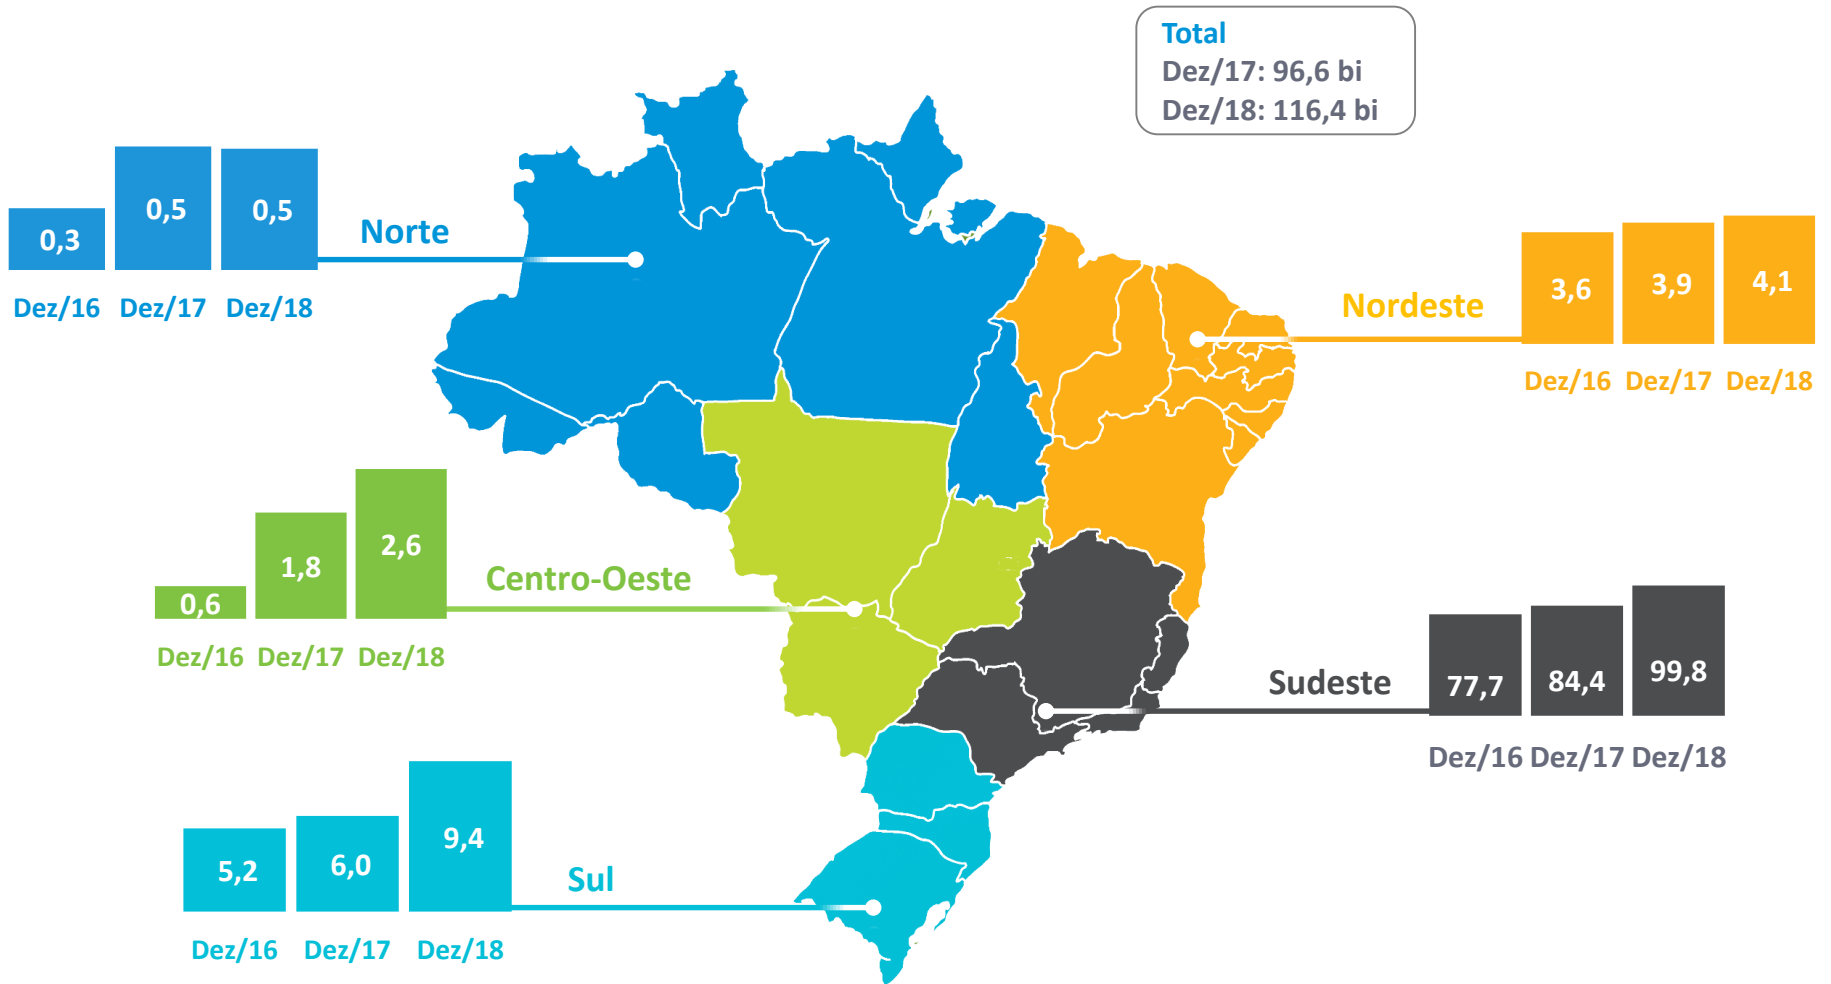 Total
Dez/17: 96,6 bi
Dez/18: 116,4 bi
0,3
0,5
0,5
Norte
Dez/16 Dez/17 Dez/18
3,6
3,9
4,1
Nordeste
Dez/16 Dez/17 Dez/18
0,6
1,8
2,6
Centro-Oeste
Dez/16 Dez/17 Dez/18
77,7
84,4
99,8
Sudeste
Dez/16 Dez/17 Dez/18
5,2
6,0
9,4
Sul
Dez/16 Dez/17 Dez/18